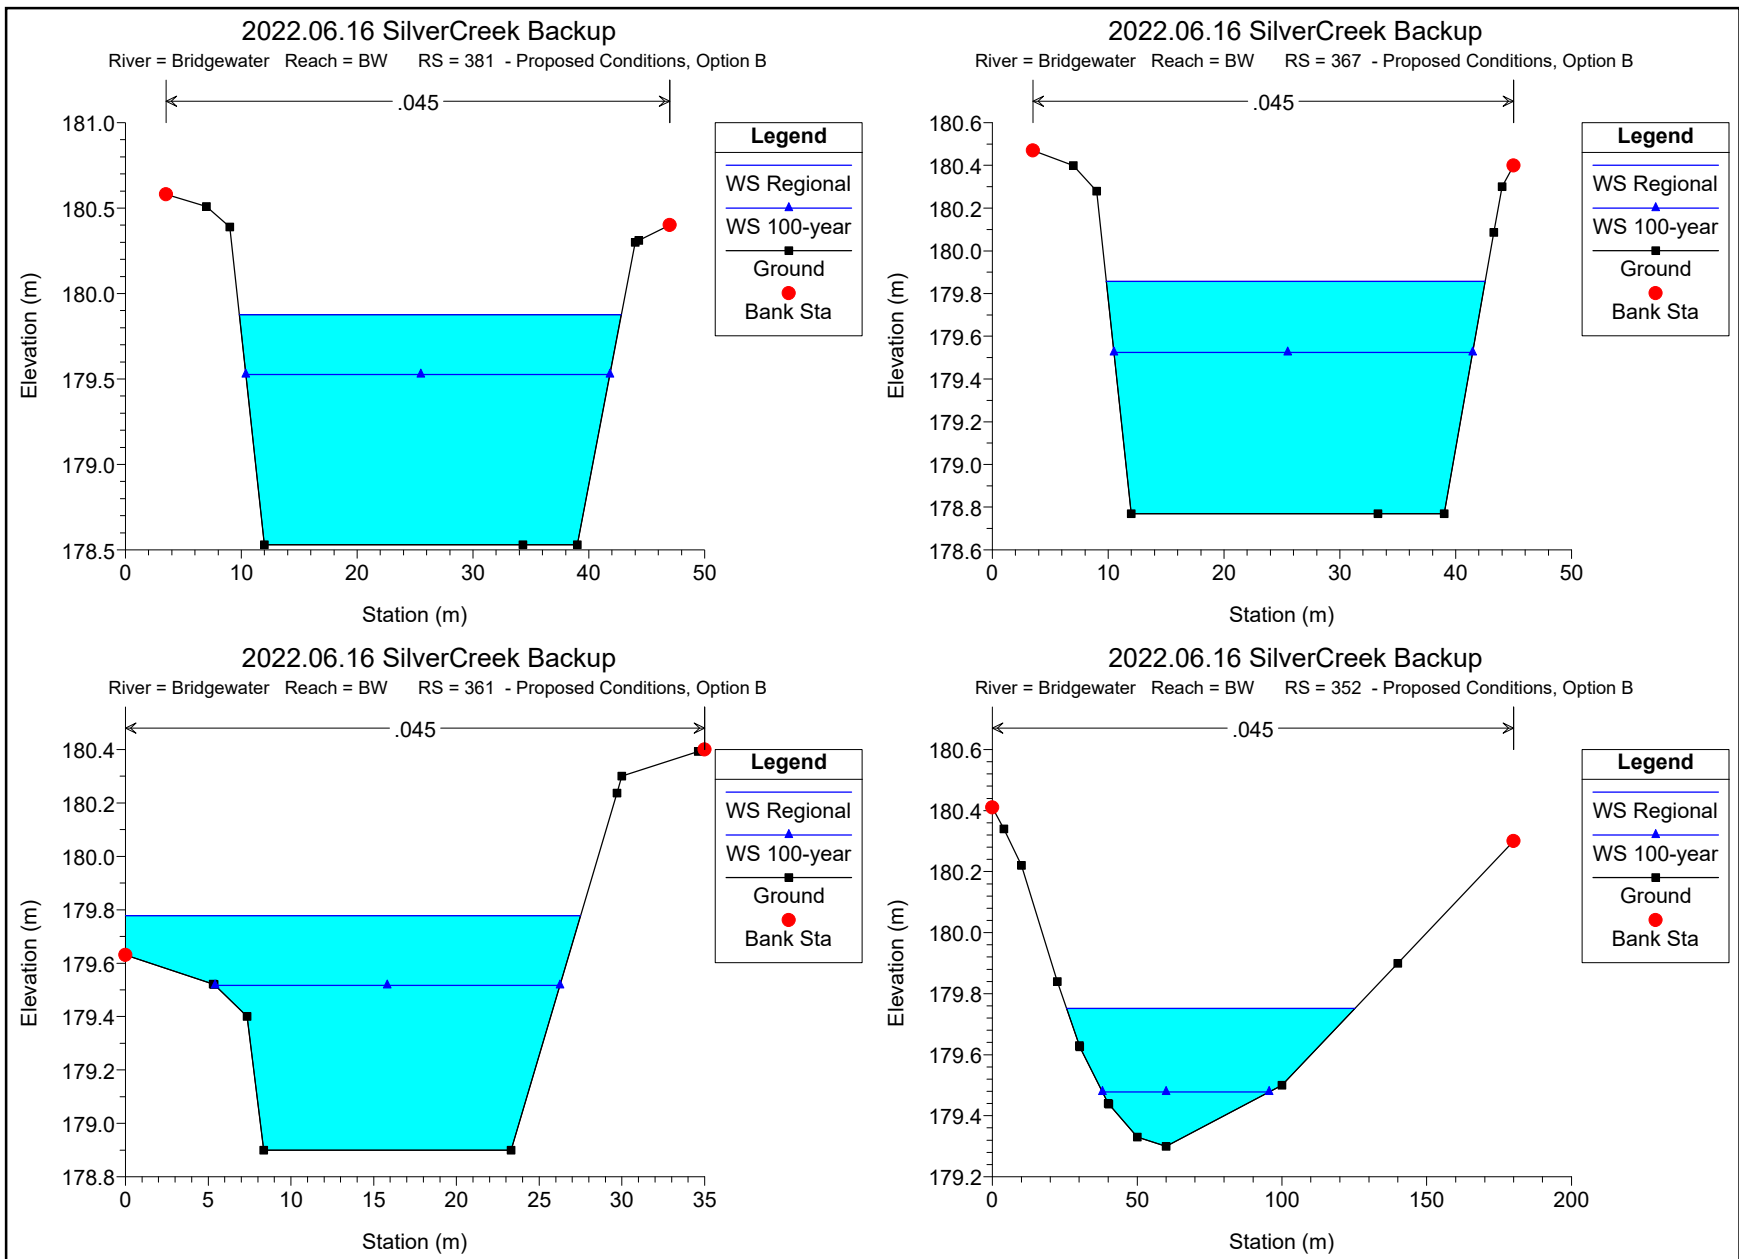 2022.06.16 SilverCreek Backup
River = Bridgewater Reach = BW RS = 381 - Proposed Conditions, Option B
.045
181.0
180.5
180.0
179.5
179.0
178.5
Elevation (m)
0 10 20 30 40 50
Station (m)
Legend
WS Regional
WS 100-year
Ground
Bank Sta
2022.06.16 SilverCreek Backup
River = Bridgewater Reach = BW RS = 367 - Proposed Conditions, Option B
.045
180.6
180.4
180.2
180.0
179.8
179.6
179.4
179.2
179.0
178.8
178.6
Elevation (m)
0 10 20 30 40 50
Station (m)
Legend
WS Regional
WS 100-year
Ground
Bank Sta
2022.06.16 SilverCreek Backup
River = Bridgewater Reach = BW RS = 361 - Proposed Conditions, Option B
.045
180.4
180.2
180.0
179.8
179.6
179.4
179.2
179.0
178.8
Elevation (m)
0 5 10 15 20 25 30 35
Station (m)
Legend
WS Regional
WS 100-year
Ground
Bank Sta
2022.06.16 SilverCreek Backup
River = Bridgewater Reach = BW RS = 352 - Proposed Conditions, Option B
.045
180.6
180.4
180.2
180.0
179.8
179.6
179.4
179.2
Elevation (m)
0 50 100 150 200
Station (m)
Legend
WS Regional
WS 100-year
Ground
Bank Sta